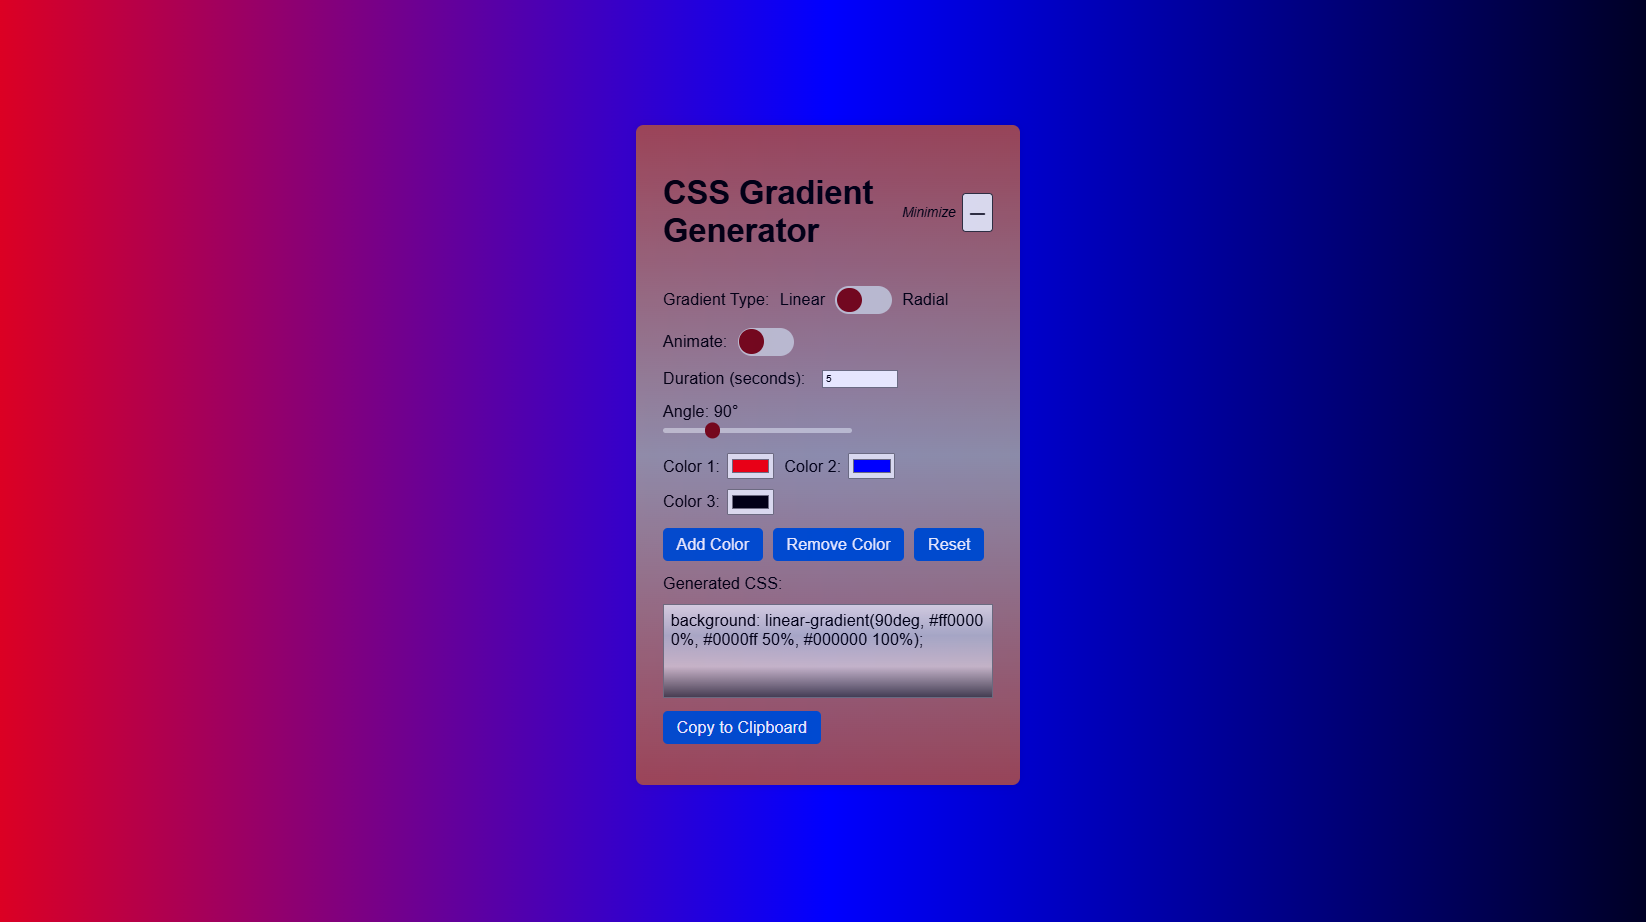 CSS Gradient
Generator
Minimize
Gradient Type: Linear Radial
Animate:
Duration (seconds): 5
Angle: 90°
Color 1: Color 2:
Color 3:
Add Color Remove Color Reset
Generated CSS:
background: linear-gradient(90deg, #ff0000
0%, #0000ff 50%, #000000 100%);
Copy to Clipboard